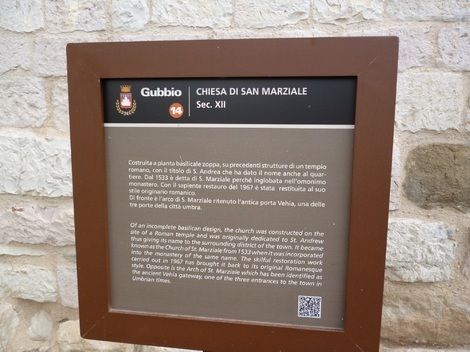 Gubbio
14
CHIESA DI SAN MARZIALE
Sec. XII
Costruita a pianta basilicale zoppa, su precedenti strutture di un tempio
romano, con il titolo di S. Andrea che ha dato il nome anche al quar-
tiere. Dal 1533 è detta di S. Marziale perché inglobata nell'omonimo
monastero. Con il sapiente restauro del 1967 è stata restituita al suo
stile originario romanico.
Di fronte è l'arco di S. Marziale ritenuto l'antica porta Vehia, una delle
tre porte della città umbra.
Of an incomplete basilican design, the church was constructed on the
site of a Roman temple and was originally dedicated to St. Andrew
thus giving its name to the surrounding district of the town. It became
known as the Church of St. Marziale from 1533 when it was incorporated
into the monastery of the same name. The skilful restoration work
carried out in 1967 has brought it back to its original Romanesque
style. Opposite is the Arch of St. Marziale which has been identified as
the ancient Vehia gateway, one of the three entrances to the town in
Umbrian times.